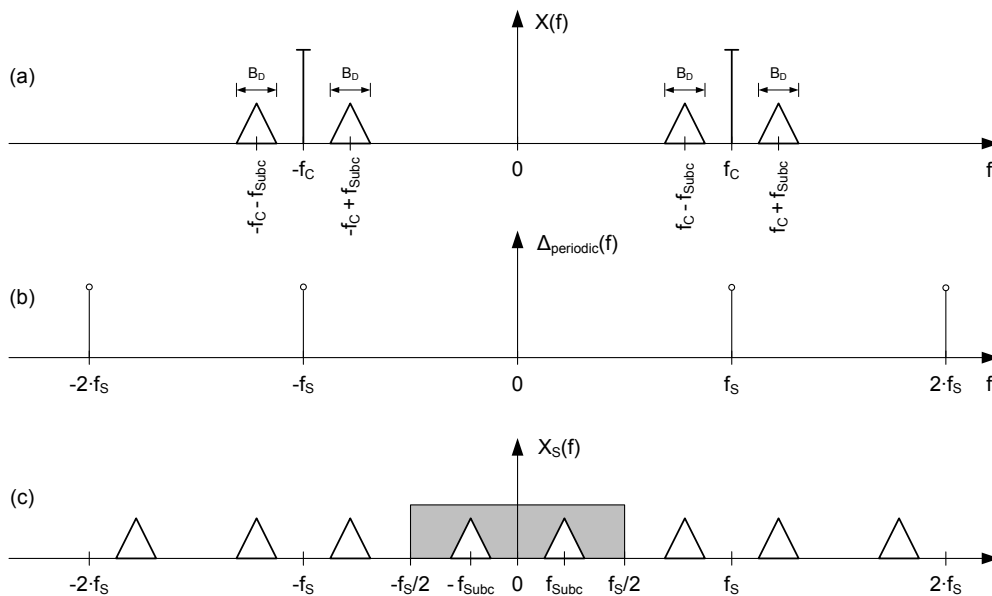 (a)
X(f)
B_D
B_D
B_D
B_D
-f_C
0
f_C
f
-f_C - f_Subc
-f_C + f_Subc
f_C - f_Subc
f_C + f_Subc
(b)
Δ_periodic(f)
-2·f_S
-f_S
0
f_S
2·f_S
f
(c)
X_S(f)
-2·f_S
-f_S
-f_S/2
- f_Subc
0
f_Subc
f_S/2
f_S
2·f_S
f